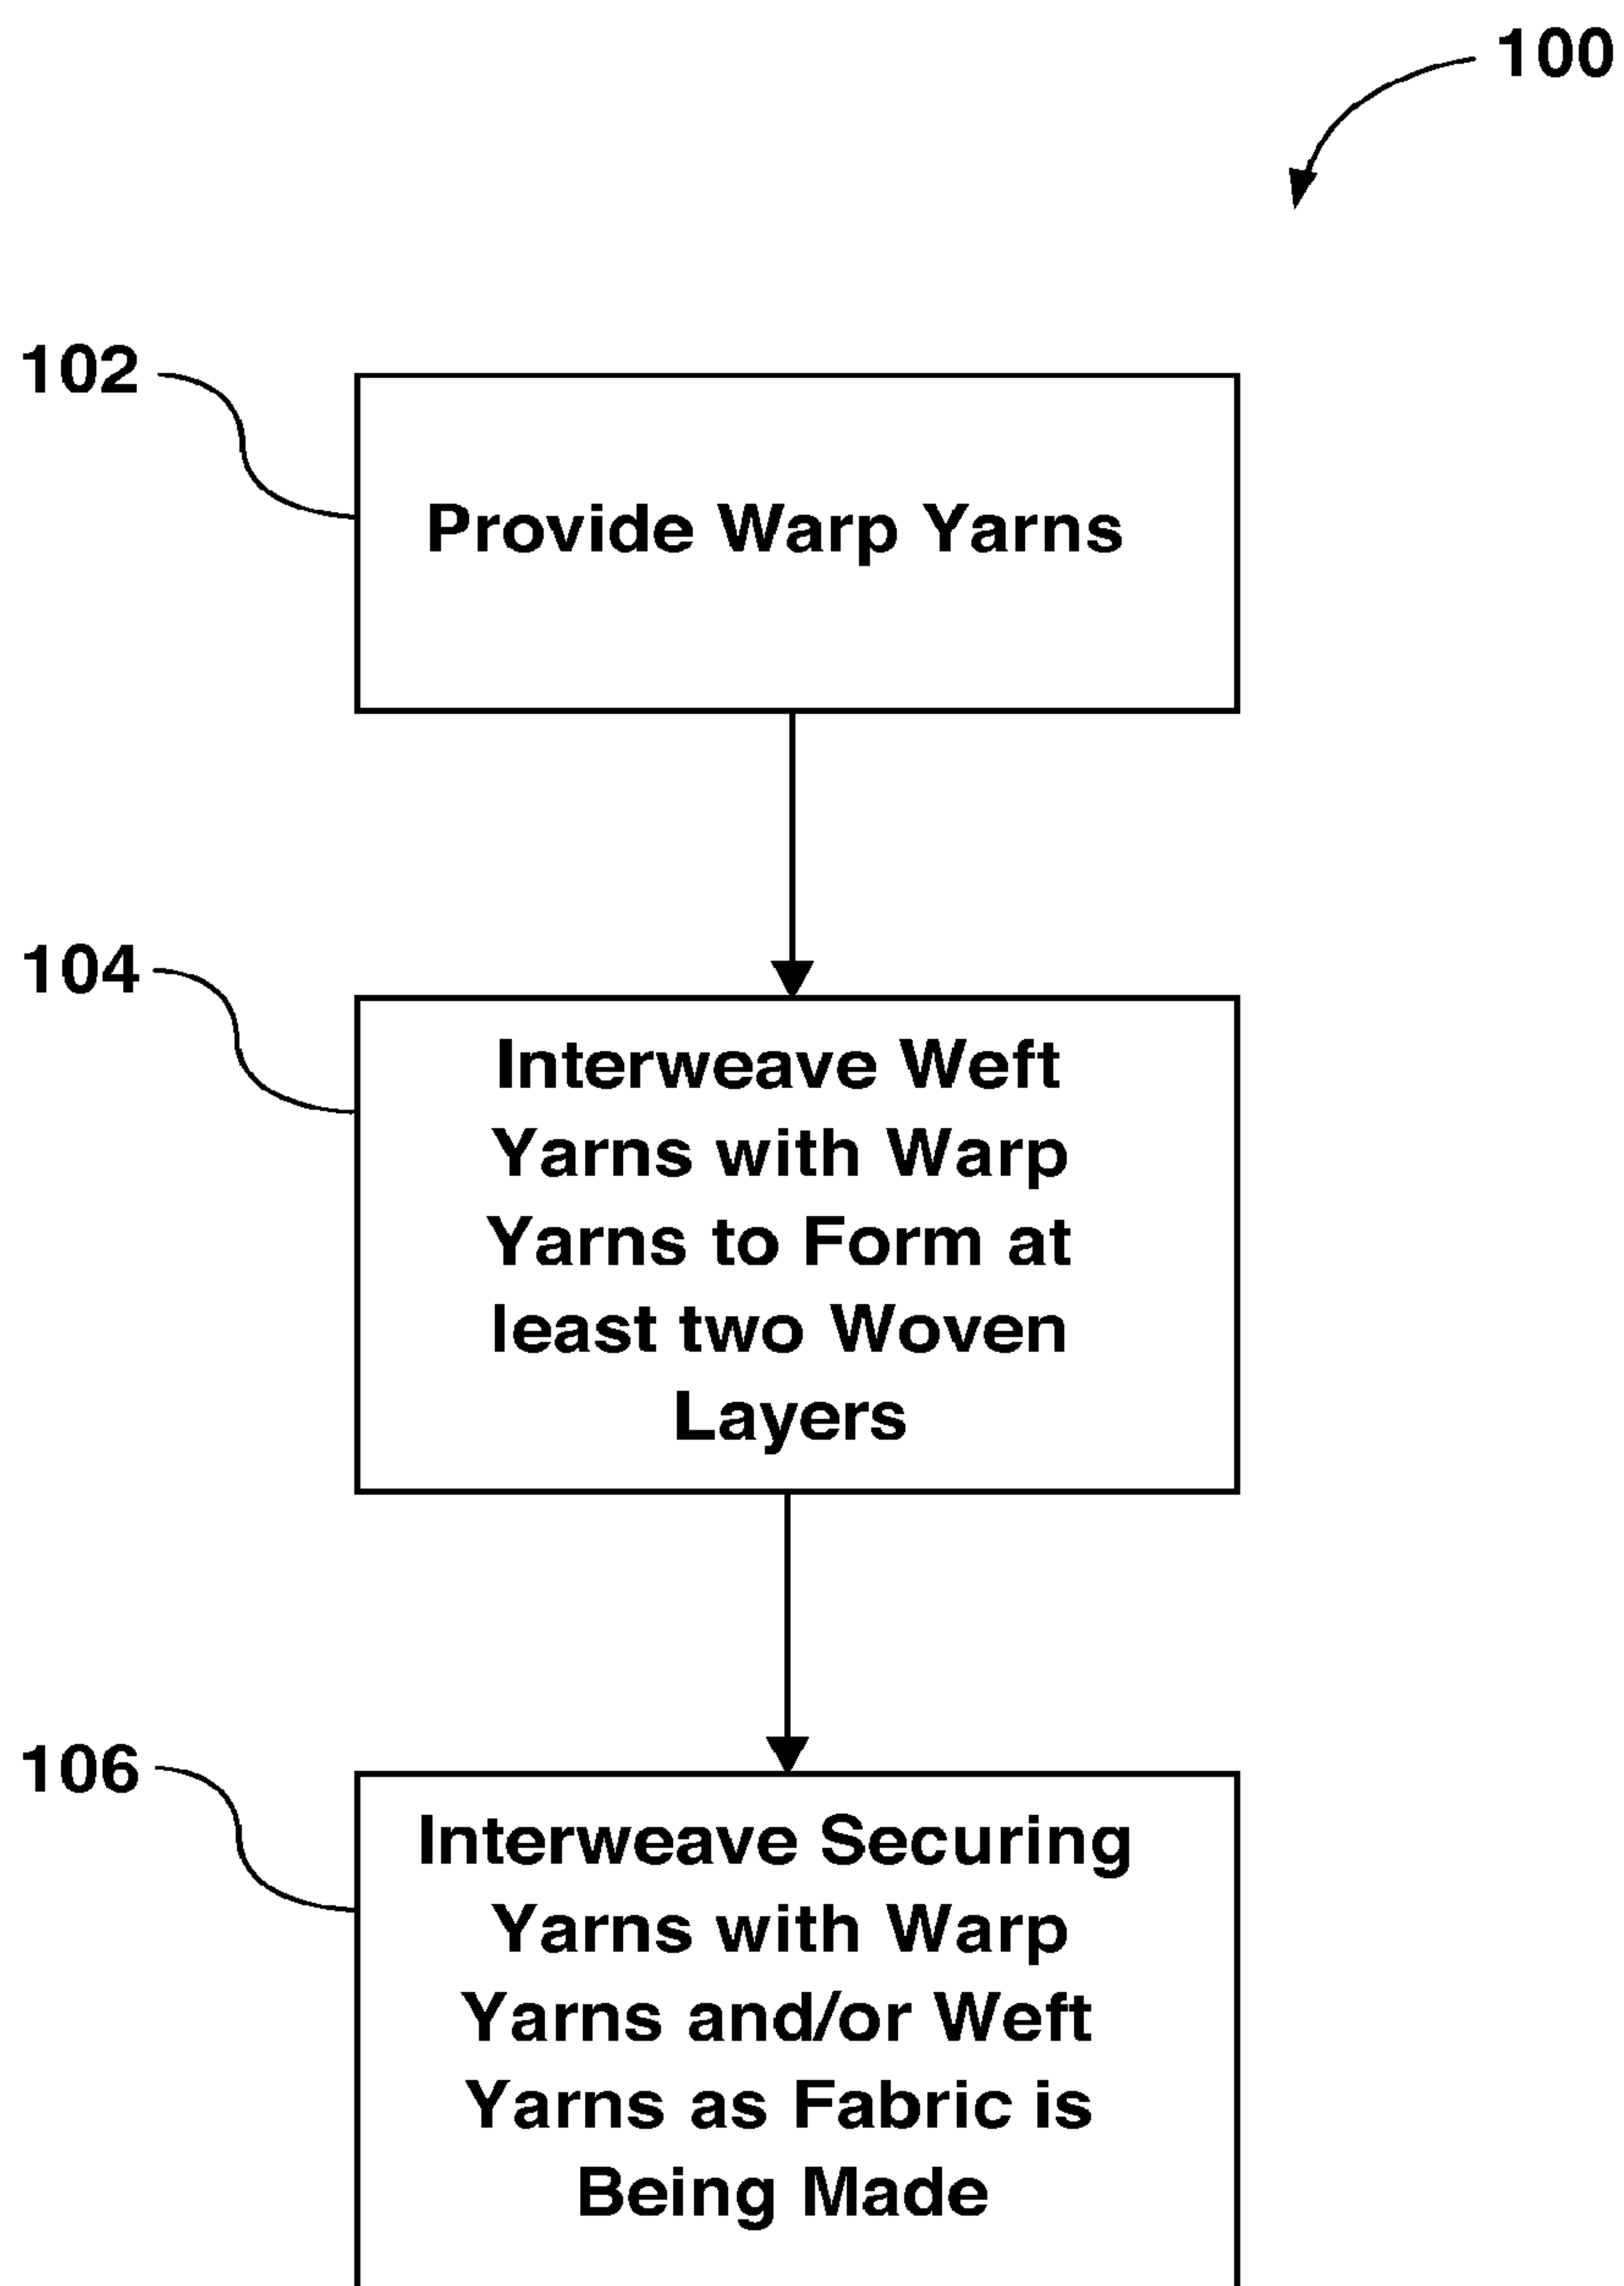 100
102
Provide Warp Yarns
104
Interweave Weft
Yarns with Warp
Yarns to Form at
least two Woven
Layers
106
Interweave Securing
Yarns with Warp
Yarns and/or Weft
Yarns as Fabric is
Being Made